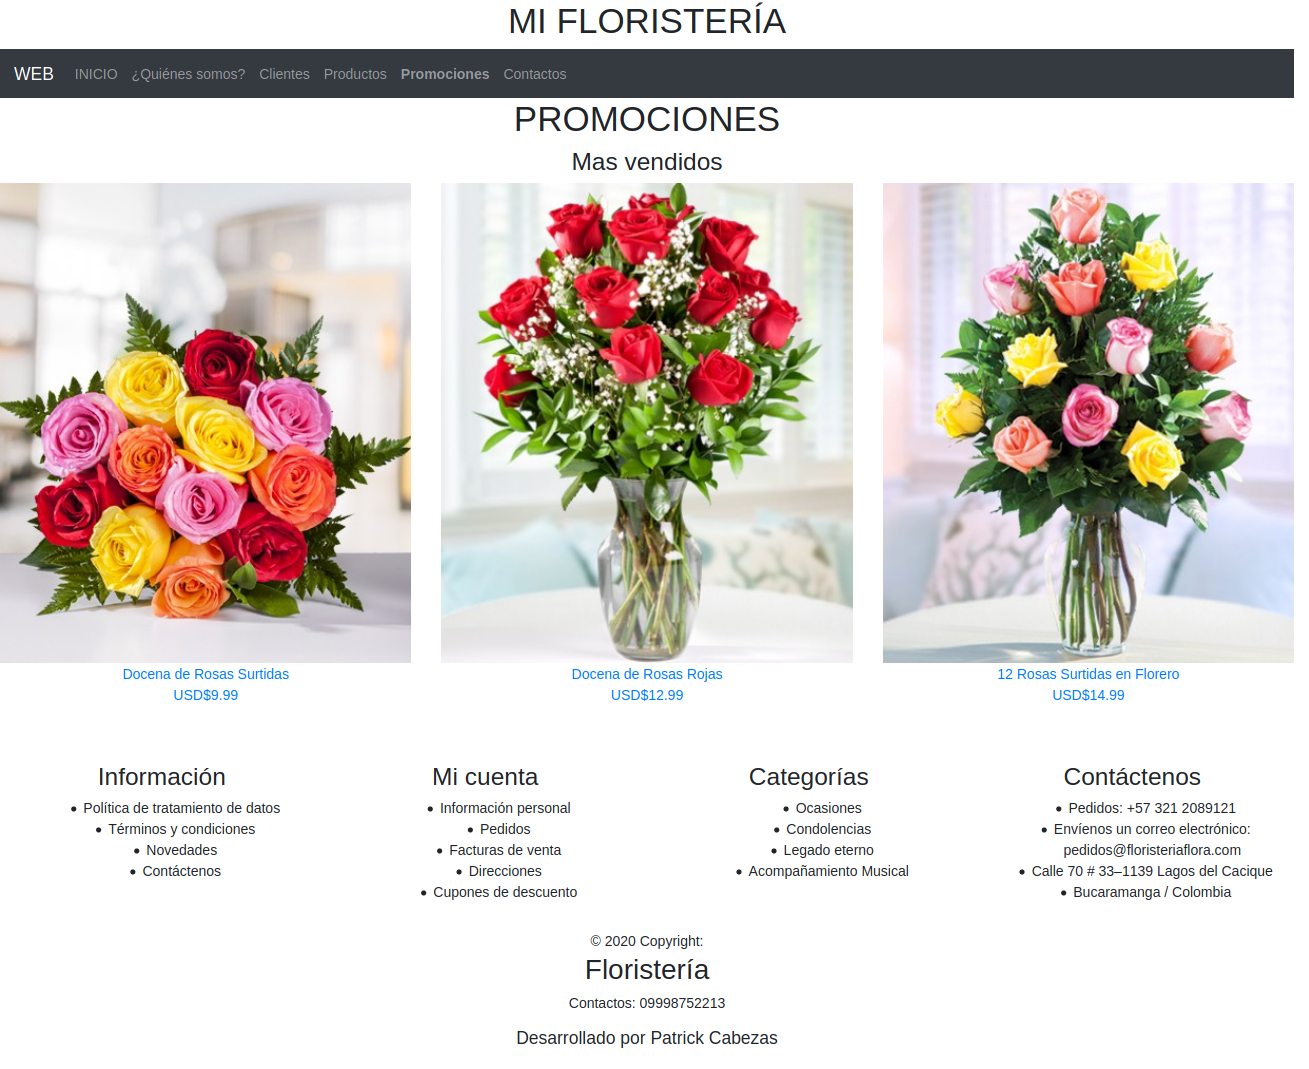 MI FLORISTERÍA
WEB INICIO ¿Quiénes somos? Clientes Productos Promociones Contactos
PROMOCIONES
Mas vendidos
Docena de Rosas Surtidas
USD$9.99
Docena de Rosas Rojas
USD$12.99
12 Rosas Surtidas en Florero
USD$14.99
Información
• Política de tratamiento de datos
• Términos y condiciones
• Novedades
• Contáctenos
Mi cuenta
• Información personal
• Pedidos
• Facturas de venta
• Direcciones
• Cupones de descuento
Categorías
• Ocasiones
• Condolencias
• Legado eterno
• Acompañamiento Musical
Contáctenos
• Pedidos: +57 321 2089121
• Envíenos un correo electrónico:
pedidos@floristeriaflora.com
• Calle 70 # 33–1139 Lagos del Cacique
• Bucaramanga / Colombia
© 2020 Copyright:
Floristería
Contactos: 09998752213
Desarrollado por Patrick Cabezas